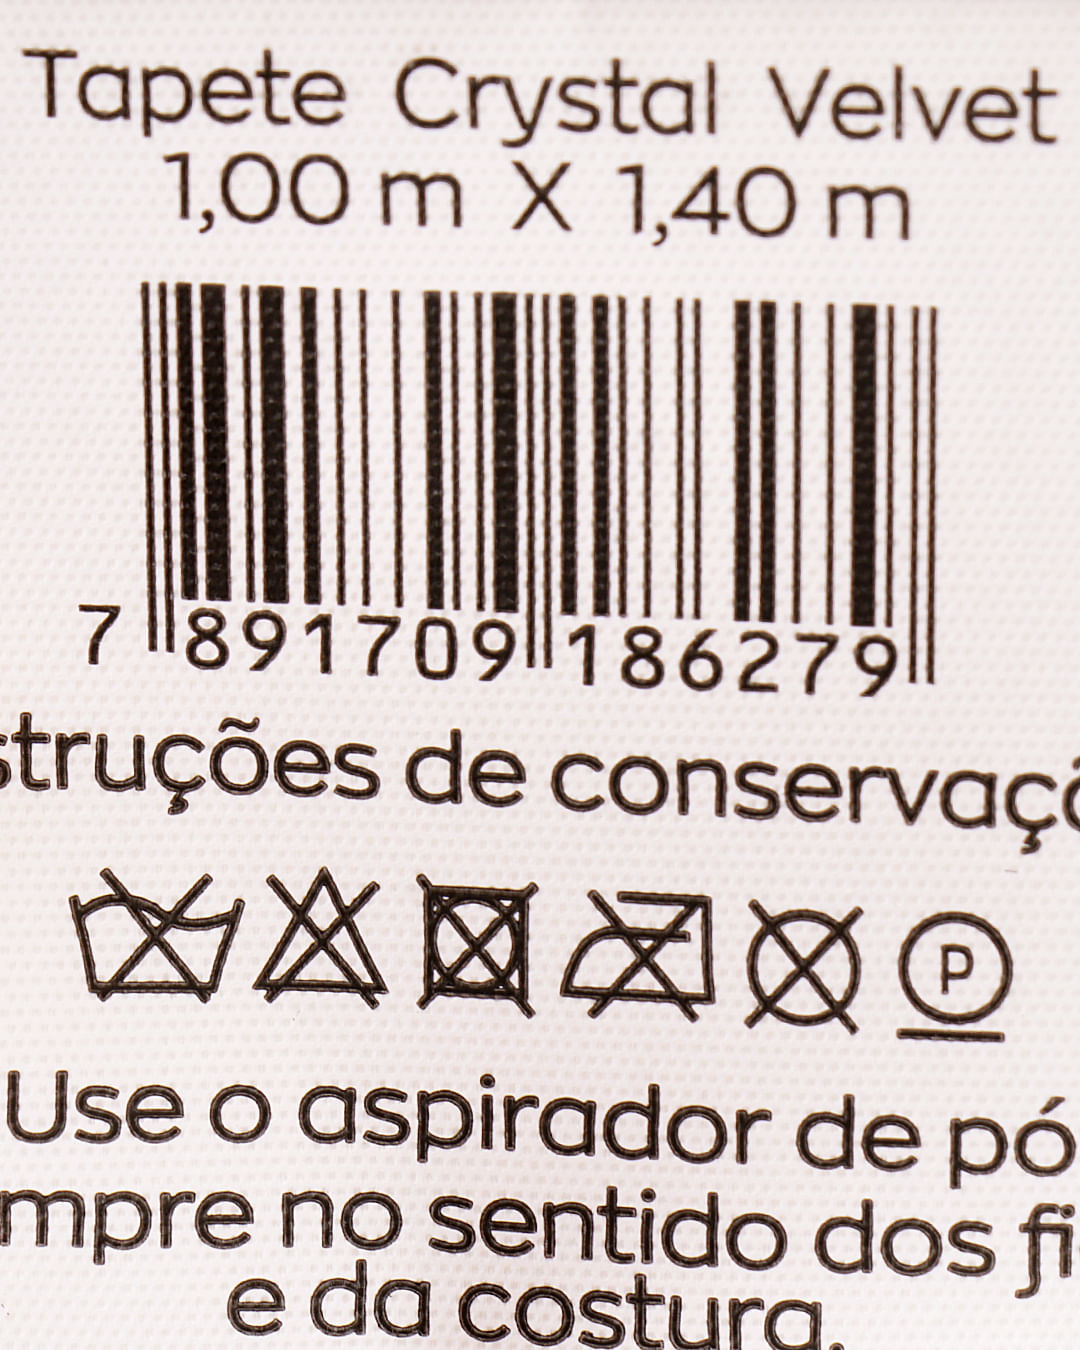 Tapete Crystal Velvet
1,00 m X 1,40 m
7 891709 186279
struções de conservaçõ
P
Use o aspirador de pó
mpre no sentido dos fi
e da costura.